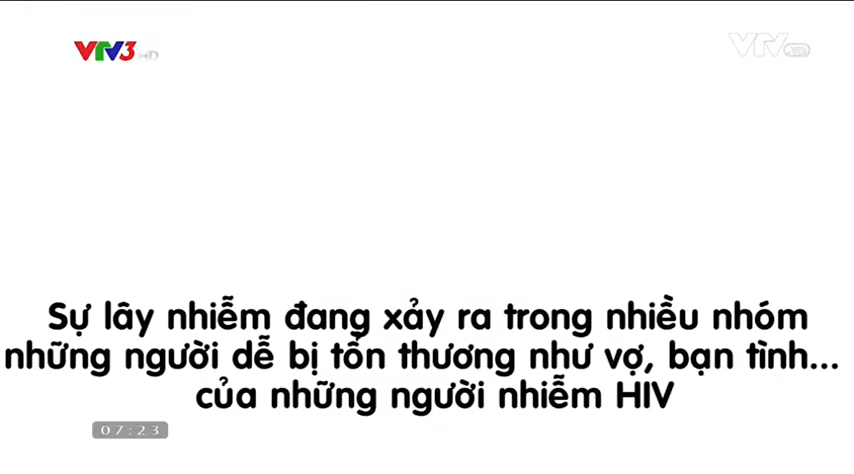 VTV3 HD
VTV
Sự lây nhiễm đang xảy ra trong nhiều nhóm
những người dễ bị tổn thương như vợ, bạn tình...
của những người nhiễm HIV
07:23